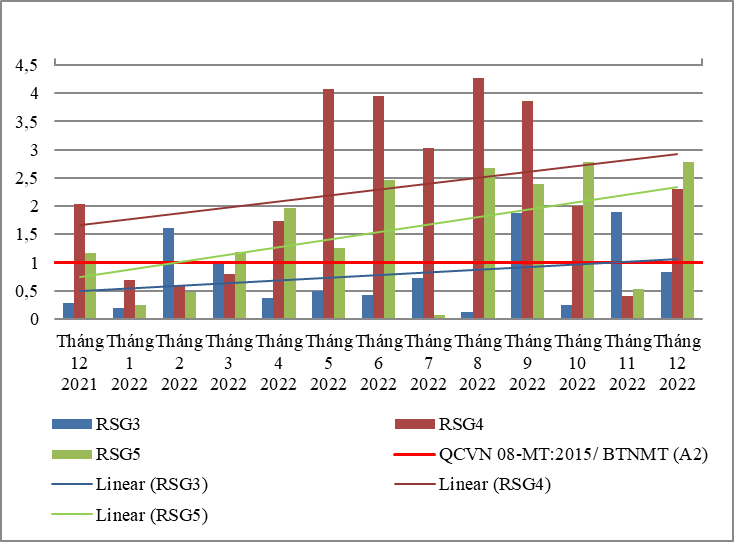 4,5
4
3,5
3
2,5
2
1,5
1
0,5
0
Tháng Tháng Tháng Tháng Tháng Tháng Tháng Tháng Tháng Tháng Tháng Tháng Tháng
12 1 2 3 4 5 6 7 8 9 10 11 12
2021 2022 2022 2022 2022 2022 2022 2022 2022 2022 2022 2022 2022
RSG3 RSG4
RSG5 QCVN 08-MT:2015/ BTNMT (A2)
Linear (RSG3) Linear (RSG4)
Linear (RSG5)